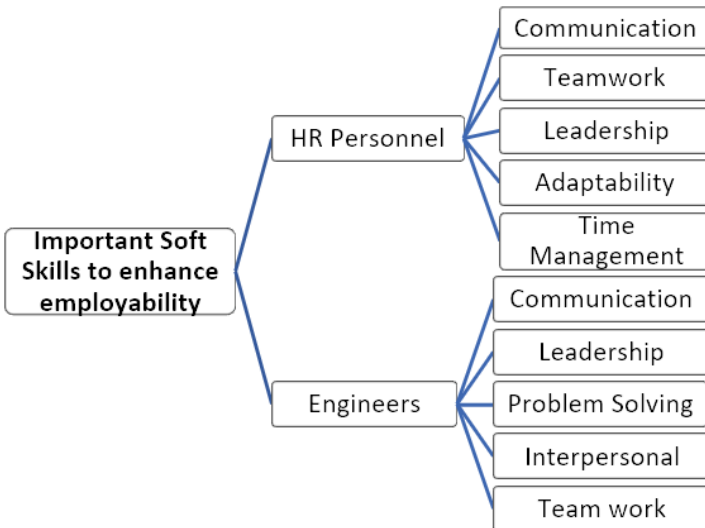 Important Soft
Skills to enhance
employability
HR Personnel
Communication
Teamwork
Leadership
Adaptability
Time
Management
Engineers
Communication
Leadership
Problem Solving
Interpersonal
Team work